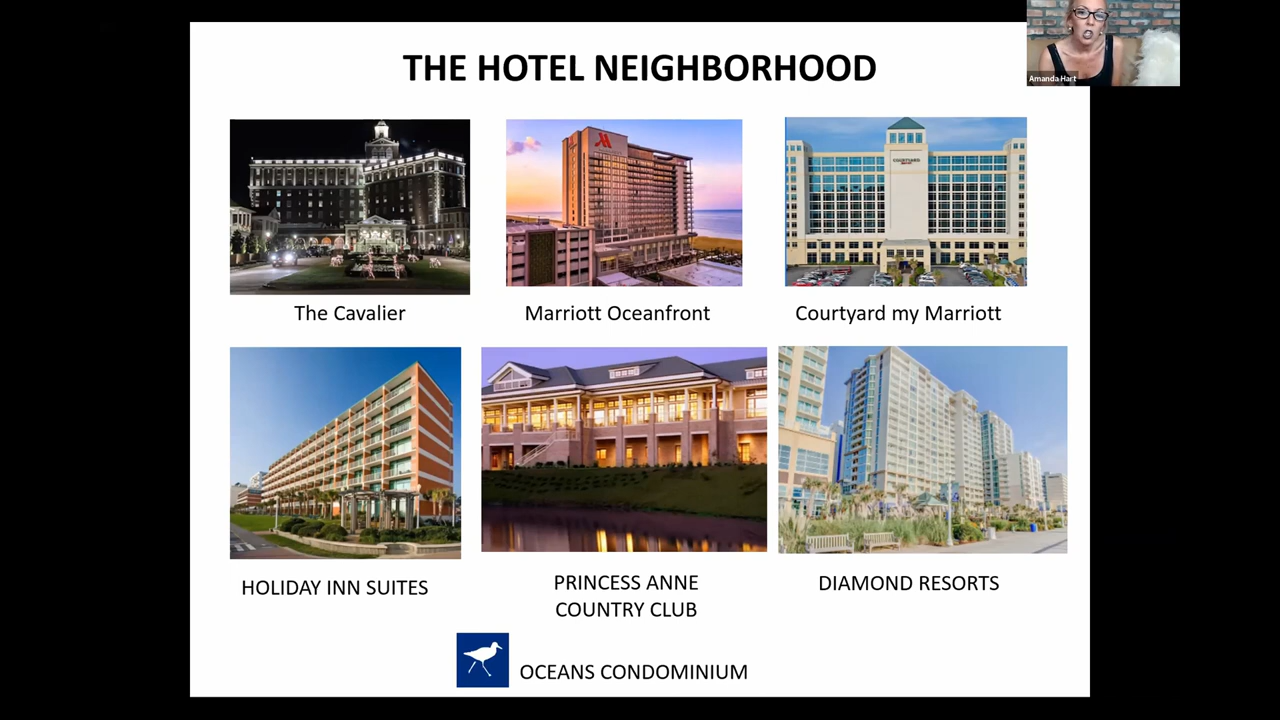 THE HOTEL NEIGHBORHOOD
Amanda Hart
COURTYARD
The Cavalier
Marriott Oceanfront
Courtyard my Marriott
HOLIDAY INN SUITES
PRINCESS ANNE
COUNTRY CLUB
DIAMOND RESORTS
OCEANS CONDOMINIUM